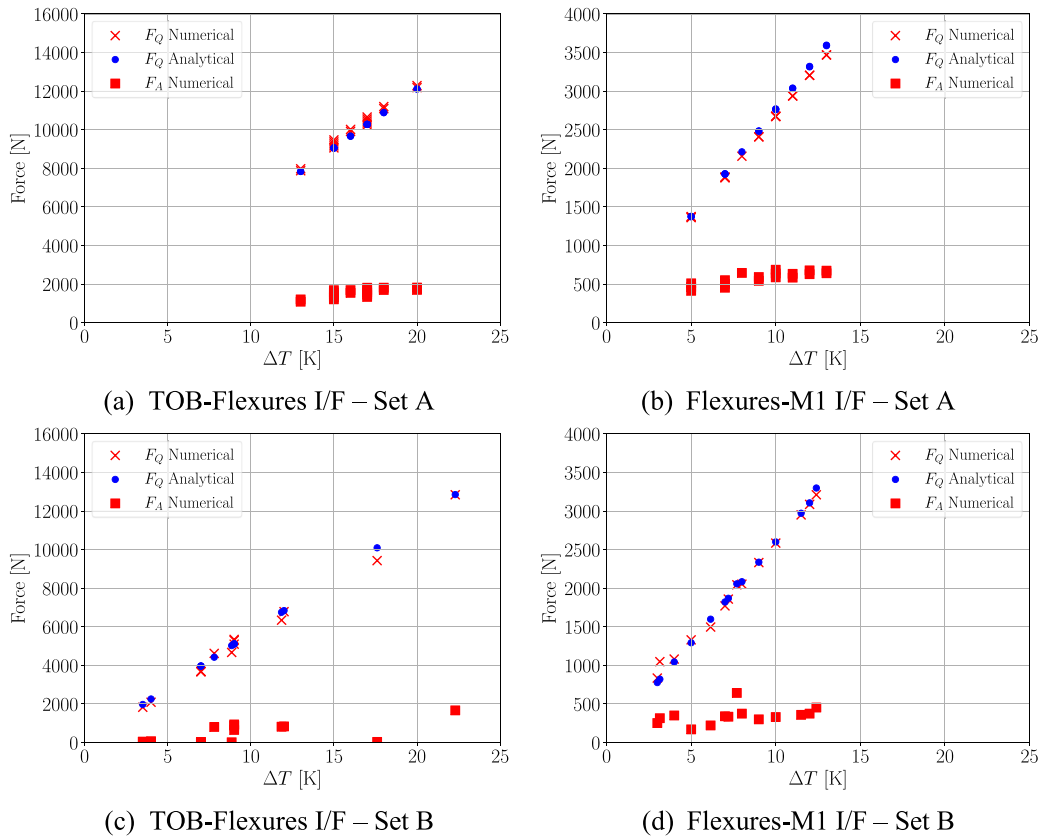 16000
14000
12000
10000
8000
6000
4000
2000
0
Force [N]
× F_Q Numerical
● F_Q Analytical
■ F_A Numerical
0 5 10 15 20 25
ΔT [K]
(a) TOB-Flexures I/F – Set A
4000
3500
3000
2500
2000
1500
1000
500
0
Force [N]
× F_Q Numerical
● F_Q Analytical
■ F_A Numerical
0 5 10 15 20 25
ΔT [K]
(b) Flexures-M1 I/F – Set A
16000
14000
12000
10000
8000
6000
4000
2000
0
Force [N]
× F_Q Numerical
● F_Q Analytical
■ F_A Numerical
0 5 10 15 20 25
ΔT [K]
(c) TOB-Flexures I/F – Set B
4000
3500
3000
2500
2000
1500
1000
500
0
Force [N]
× F_Q Numerical
● F_Q Analytical
■ F_A Numerical
0 5 10 15 20 25
ΔT [K]
(d) Flexures-M1 I/F – Set B